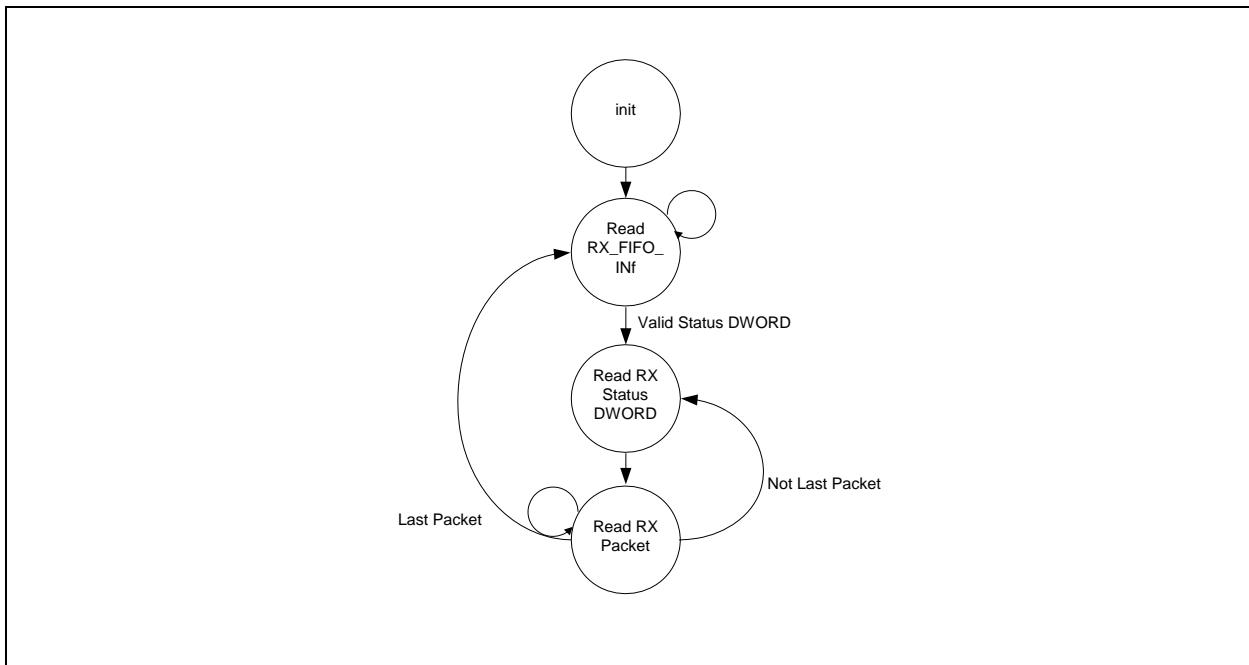 init
Read
RX_FIFO_
INf
Valid Status DWORD
Read RX
Status
DWORD
Not Last Packet
Last Packet
Read RX
Packet